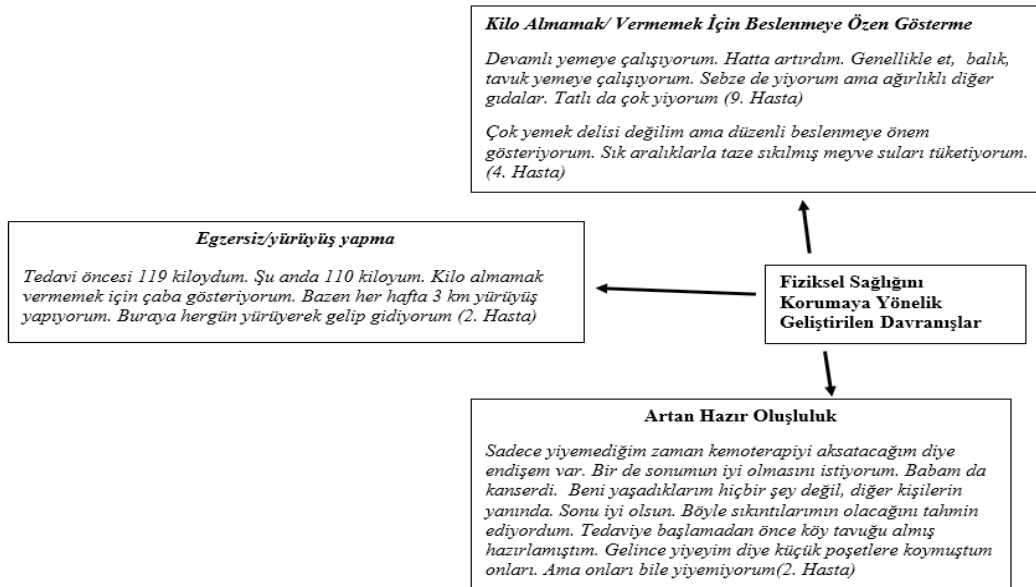 Kilo Almamak/ Vermemek İçin Beslenmeye Özen Gösterme
Devamlı yemeye çalışıyorum. Hatta artırdım. Genellikle et, balık,
tavuk yemeye çalışıyorum. Sebze de yiyorum ama ağırlıklı diğer
gıdalar. Tatlı da çok yiyorum (9. Hasta)
Çok yemek delisi değilim ama düzenli beslenmeye önem
gösteriyorum. Sık aralıklarla taze sıkılmış meyve suları tüketiyorum.
(4. Hasta)
Egzersiz/yürüyüş yapma
Tedavi öncesi 119 kiloydum. Şu anda 110 kiloyum. Kilo almamak
vermemek için çaba gösteriyorum. Bazen her hafta 3 km yürüyüş
yapıyorum. Buraya hergün yürüyerek gelip gidiyorum (2. Hasta)
Fiziksel Sağlığını
Korumaya Yönelik
Geliştirilen Davranışlar
Artan Hazır Oluşluluk
Sadece yiyemediğim zaman kemoterapiyi aksatacağım diye
endişem var. Bir de sonumun iyi olmasını istiyorum. Babam da
kanserdi. Beni yaşadıklarım hiçbir şey değil, diğer kişilerin
yanında. Sonu iyi olsun. Böyle sıkıntılarımın olacağını tahmin
ediyordum. Tedaviye başlamadan önce köy tavuğu almış
hazırlamıştım. Gelince yiyeyim diye küçük poşetlere koymuştum
onları. Ama onları bile yiyemiyorum(2. Hasta)